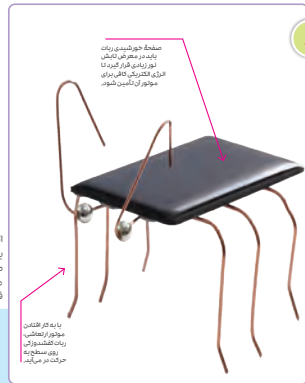 صفحهٔ خورشیدی ربات
باید در معرض تابش
نور زیادی قرار گیرد تا
انرژی الکتریکی کافی برای
موتور آن تأمین شود.
با به کار افتادن
موتور ارتعاشی،
ربات کفشدوزکی
روی سطح به
حرکت در می‌آید.